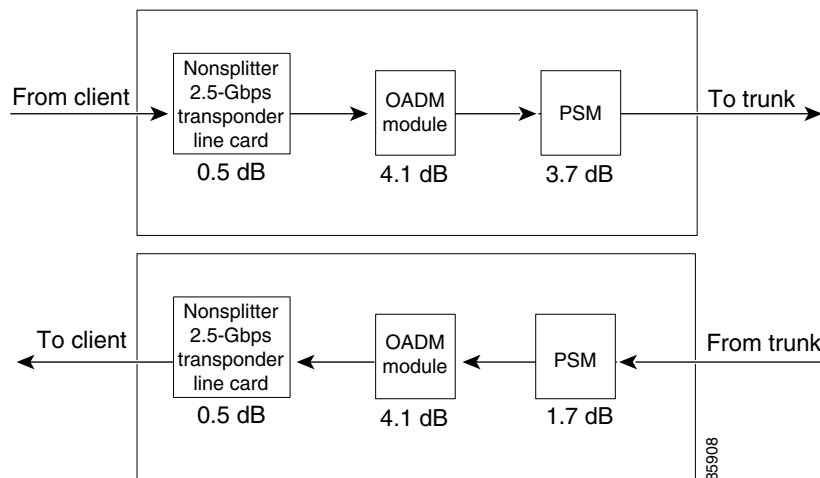 Nonsplitter
2.5-Gbps
transponder
line card
From client
OADM
module
PSM
To trunk
0.5 dB
4.1 dB
3.7 dB
Nonsplitter
2.5-Gbps
transponder
line card
To client
OADM
module
PSM
From trunk
0.5 dB
4.1 dB
1.7 dB
85908